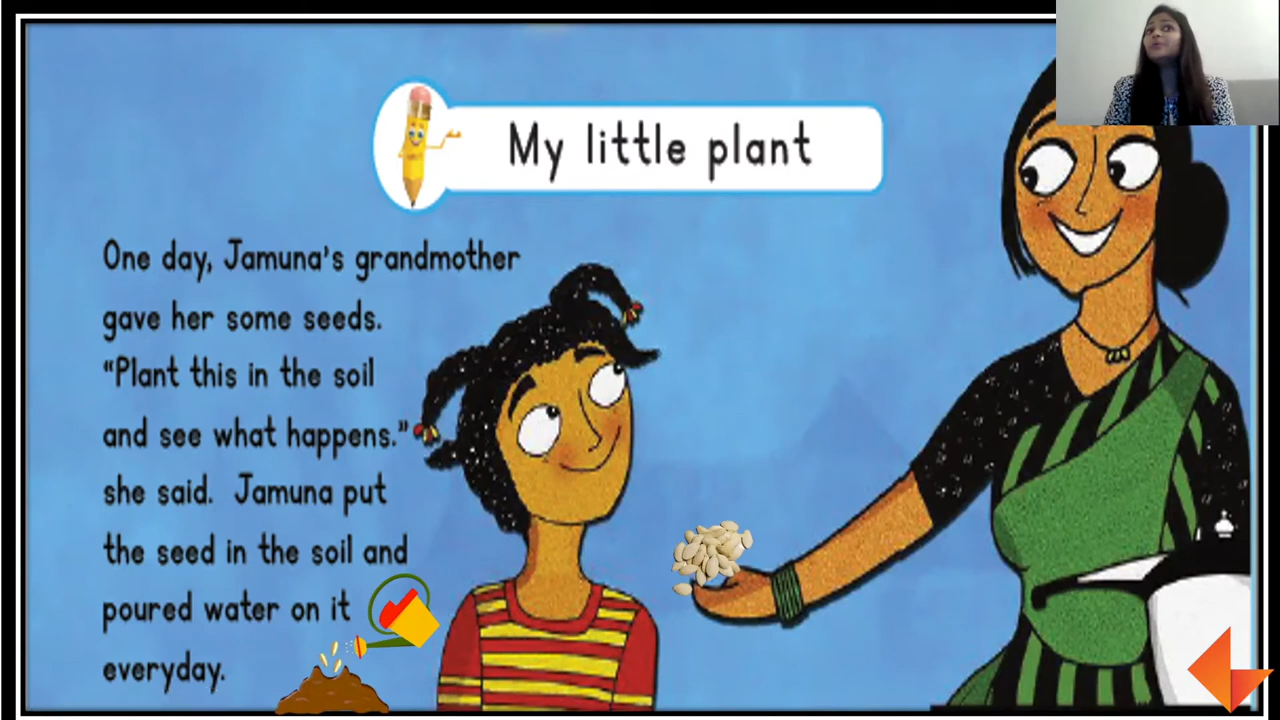 My little plant
One day, Jamuna's grandmother
gave her some seeds.
“Plant this in the soil
and see what happens.”
she said. Jamuna put
the seed in the soil and
poured water on it
everyday.